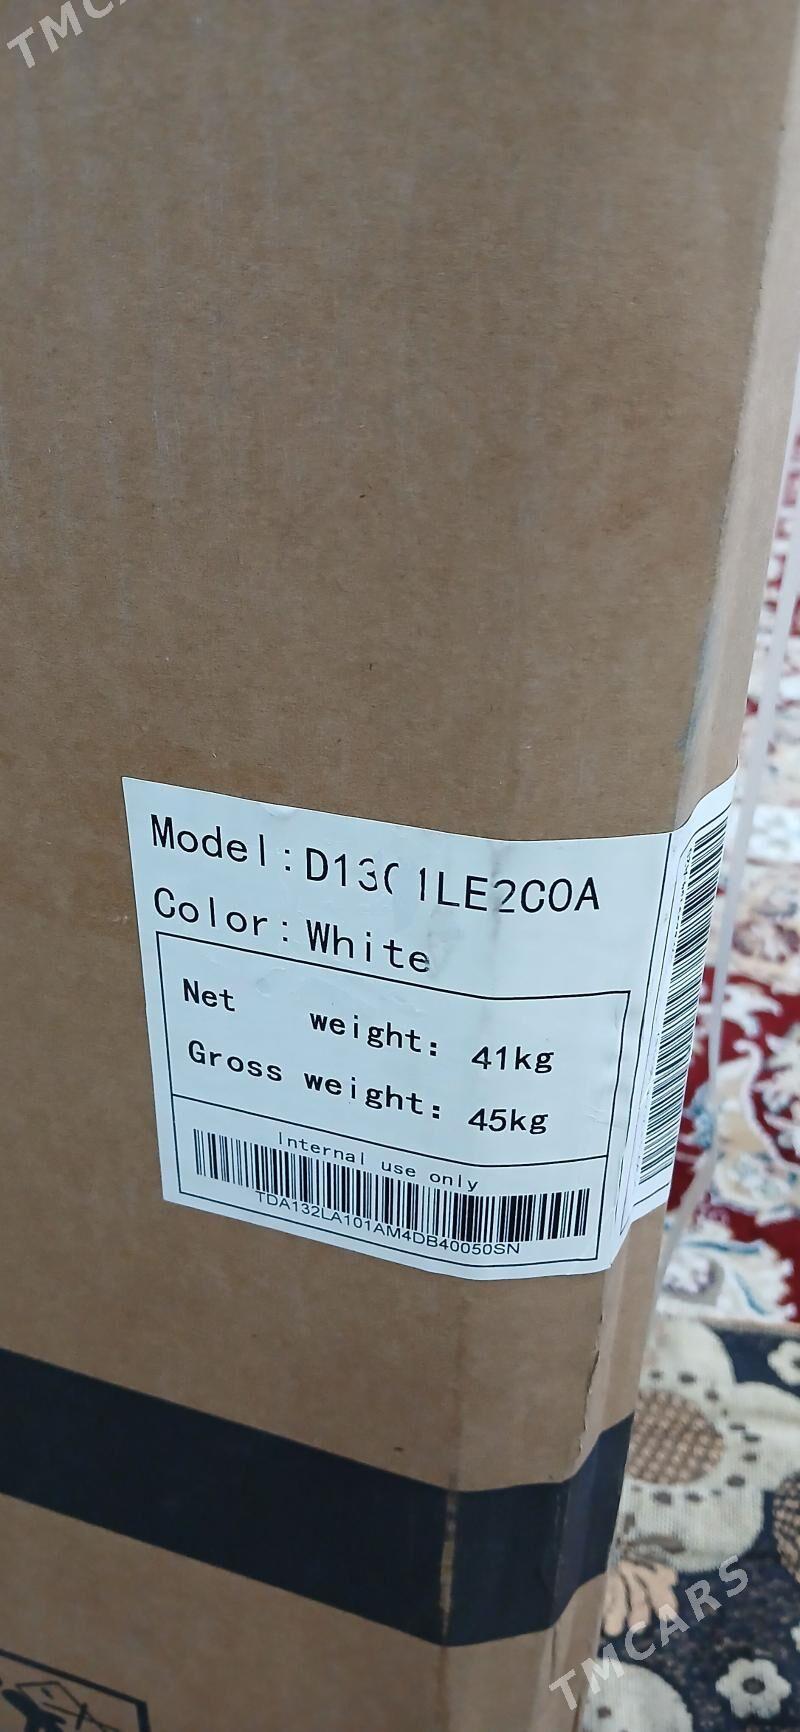 TMC
Model:D13( 1LE2C0A
Color:White
Net weight: 41kg
Gross weight: 45kg
Internal use only
TDA132LA101AM4DB40050SN
TMCARS